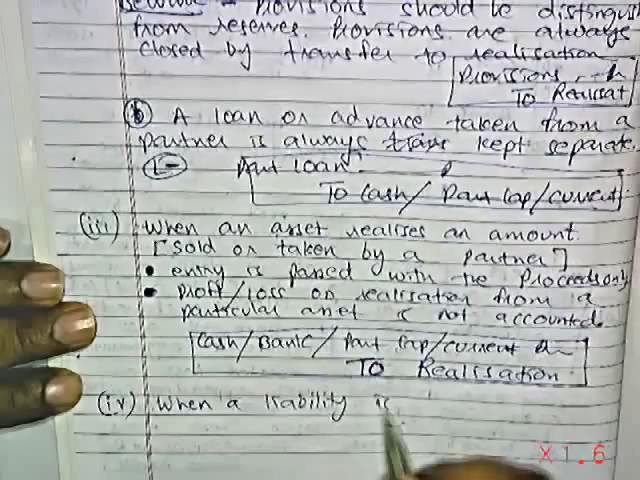 Beware - Provisions should be distinguish
from reserves. Provisions are always
closed by transfer to realisation
Provisions
To Realisat
(b) A loan or advance taken from a
partner is always kept separate.
Part Loan
To Cash/ Part Cap/current
(iii) When an asset realises an amount.
[sold or taken by a partner]
• entry is passed with the Proceeds only
• Profit/loss on realisation from a
particular asset is not accounted.
Cash/Bank/Part Cap/current
To Realisation
(iv) When a liability is
X1.6